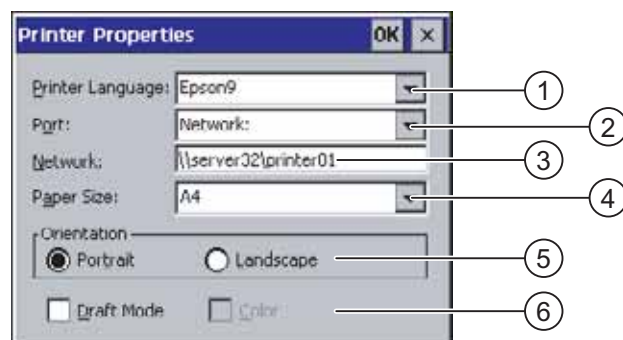 Printer Properties OK ×
Printer Language: Epson9 1
Port: Network: 2
Network: \\server32\printer01 3
Paper Size: A4 4
Orientation
Portrait Landscape 5
Draft Mode Color 6